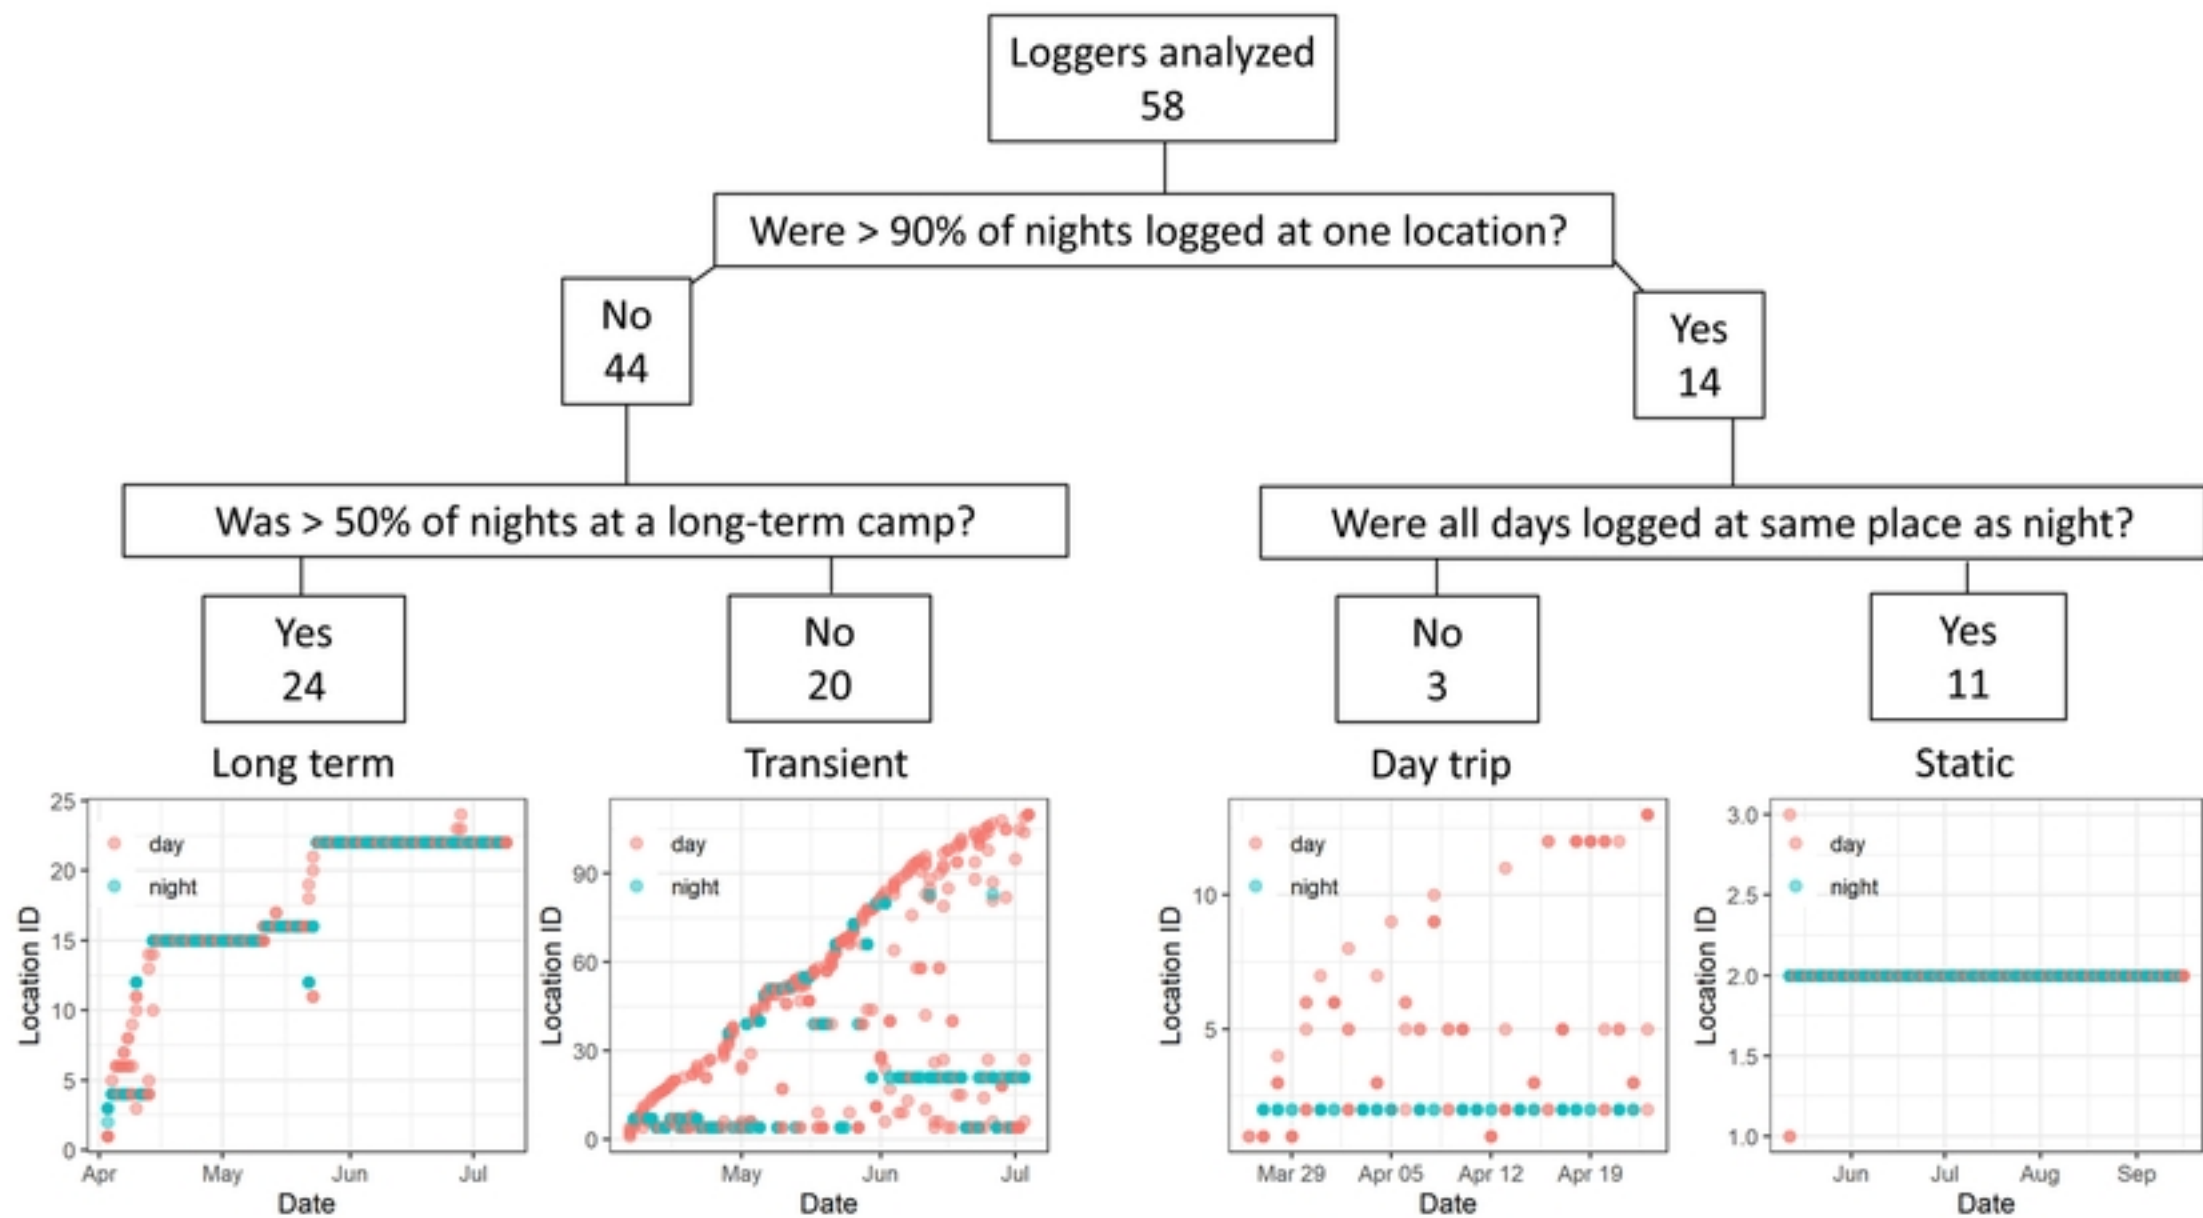 Loggers analyzed
58
Were > 90% of nights logged at one location?
No
44
Yes
14
Was > 50% of nights at a long-term camp?
Were all days logged at same place as night?
Yes
24
No
20
No
3
Yes
11
Long term
Transient
Day trip
Static
Location ID
25
20
15
10
5
0
day
night
Apr
May
Jun
Jul
Date
Location ID
90
60
30
0
day
night
May
Jun
Jul
Date
Location ID
10
5
day
night
Mar 29
Apr 05
Apr 12
Apr 19
Date
Location ID
3.0
2.5
2.0
1.5
1.0
day
night
Jun
Jul
Aug
Sep
Date